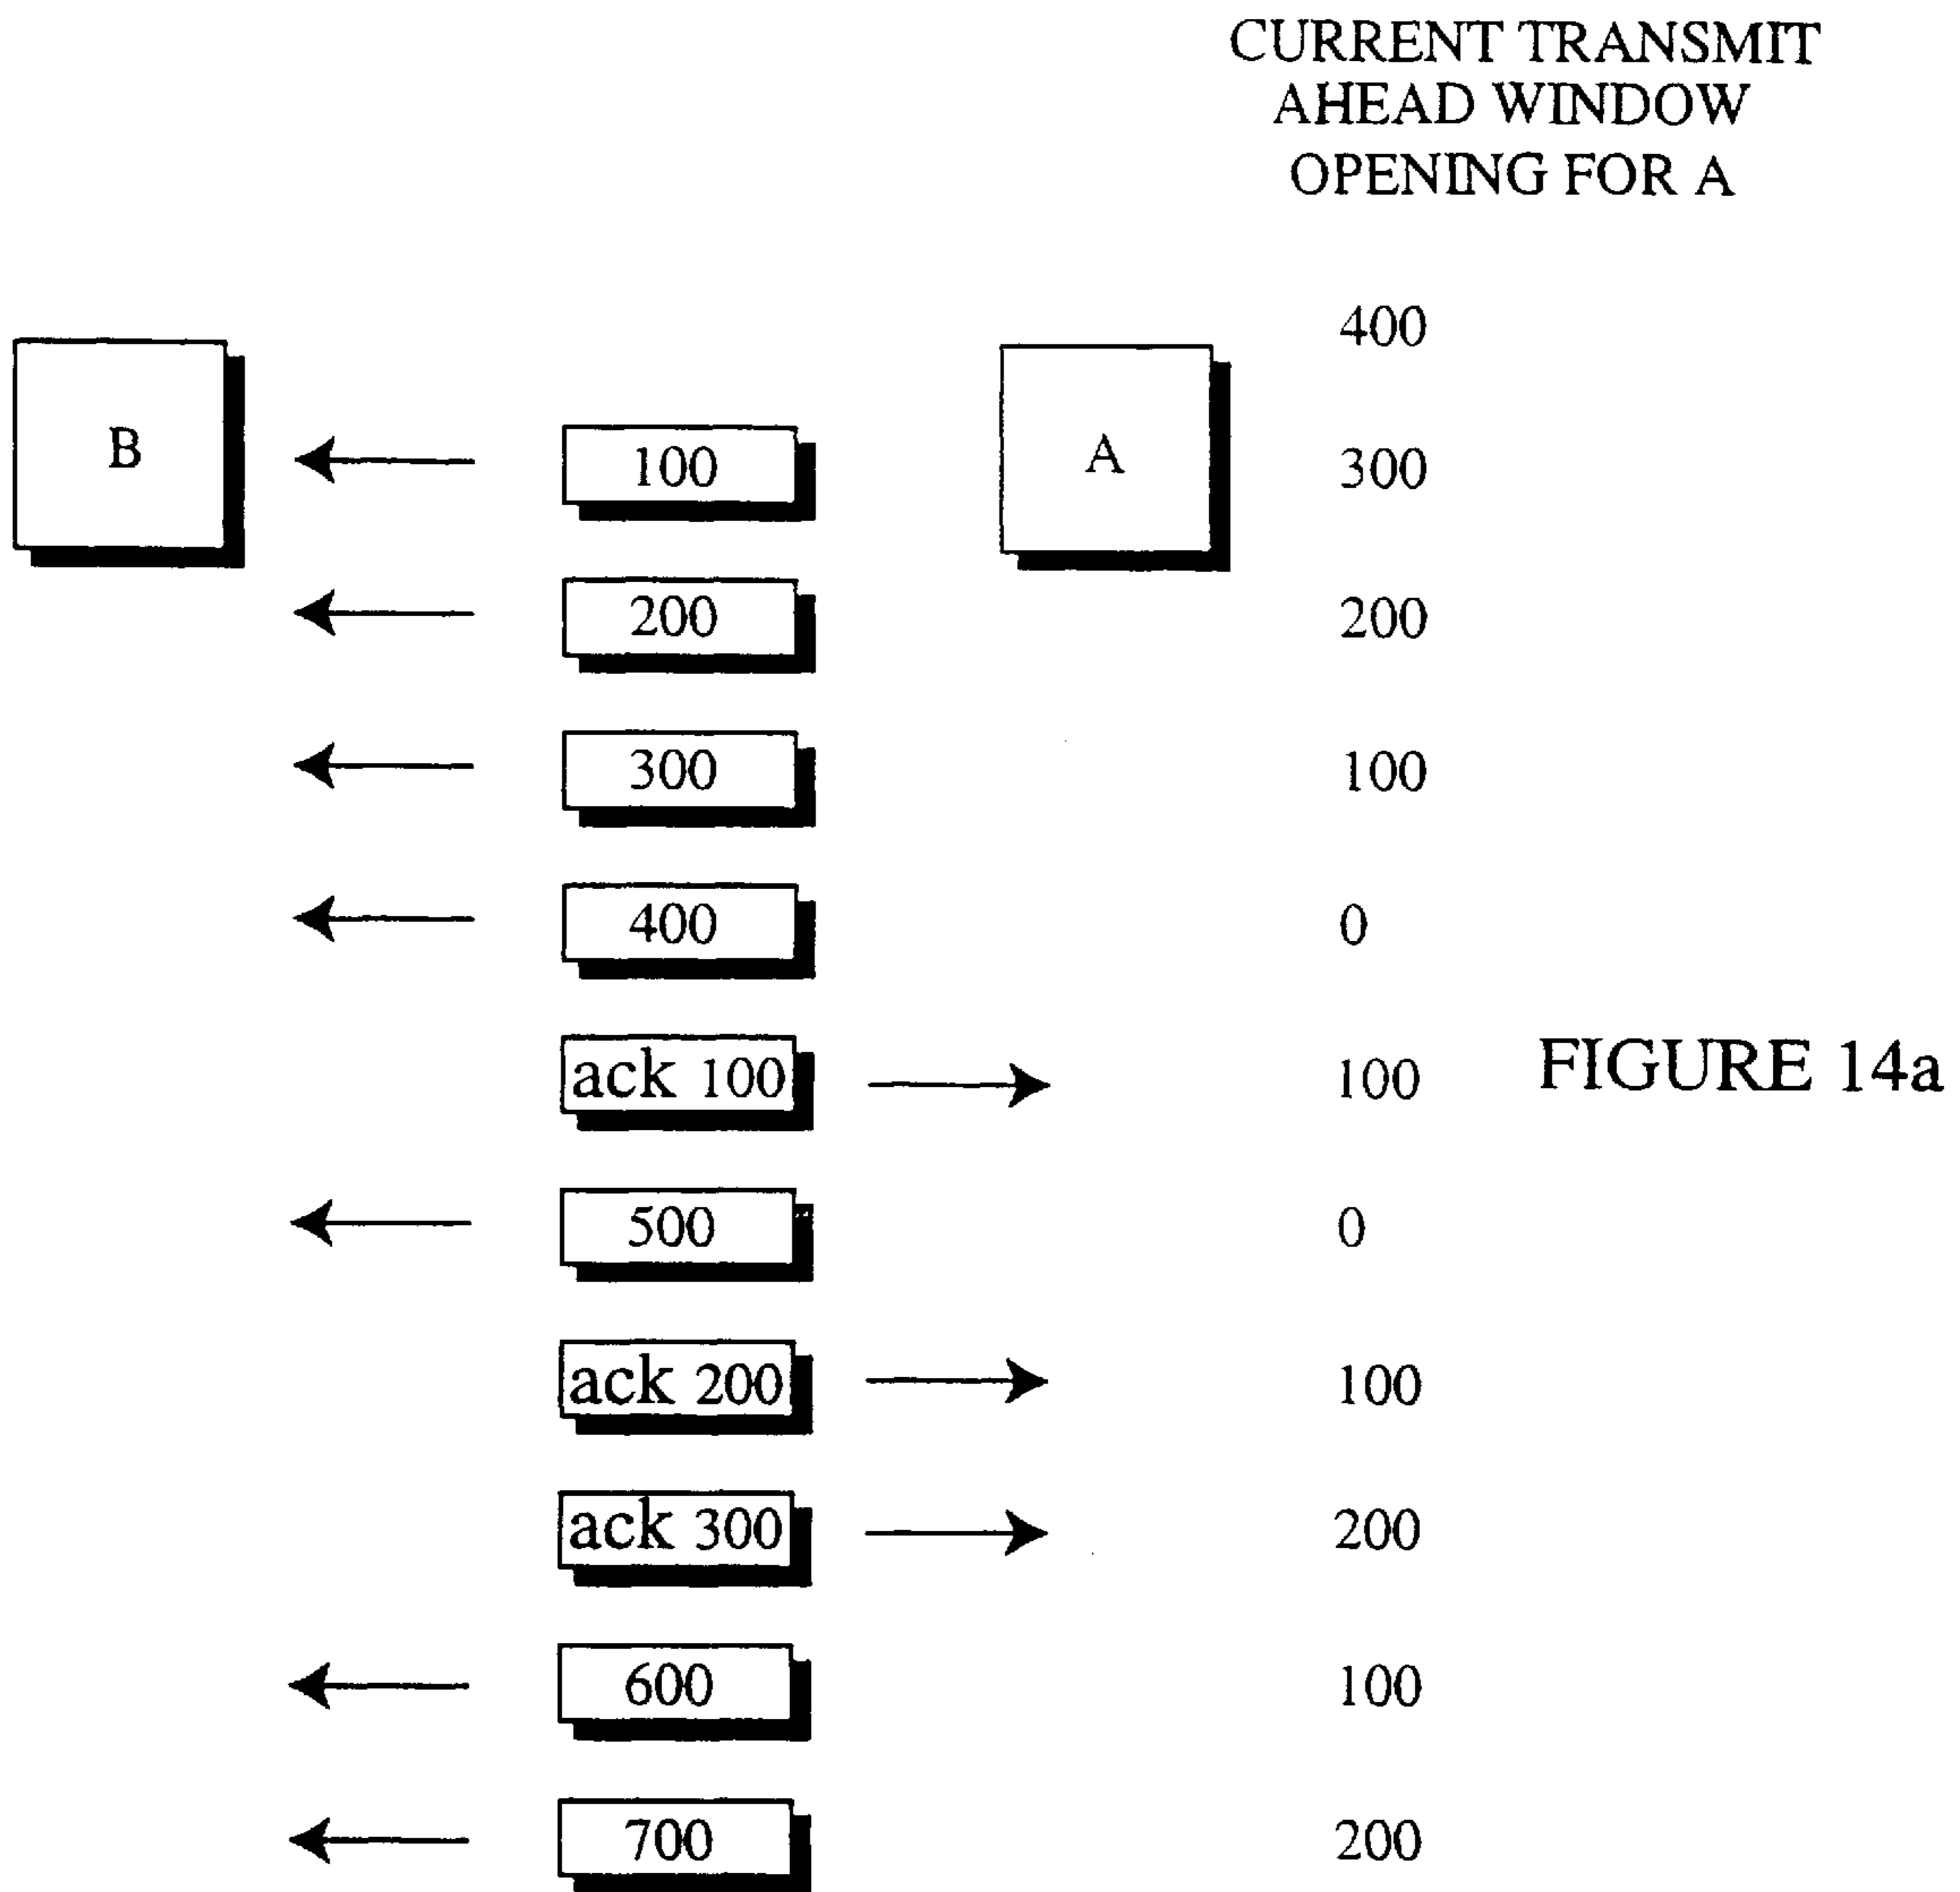 CURRENT TRANSMIT
AHEAD WINDOW
OPENING FOR A
400
B
100
A
300
200
200
300
100
400
0
ack 100
100
FIGURE 14a
500
0
ack 200
100
ack 300
200
600
100
700
200